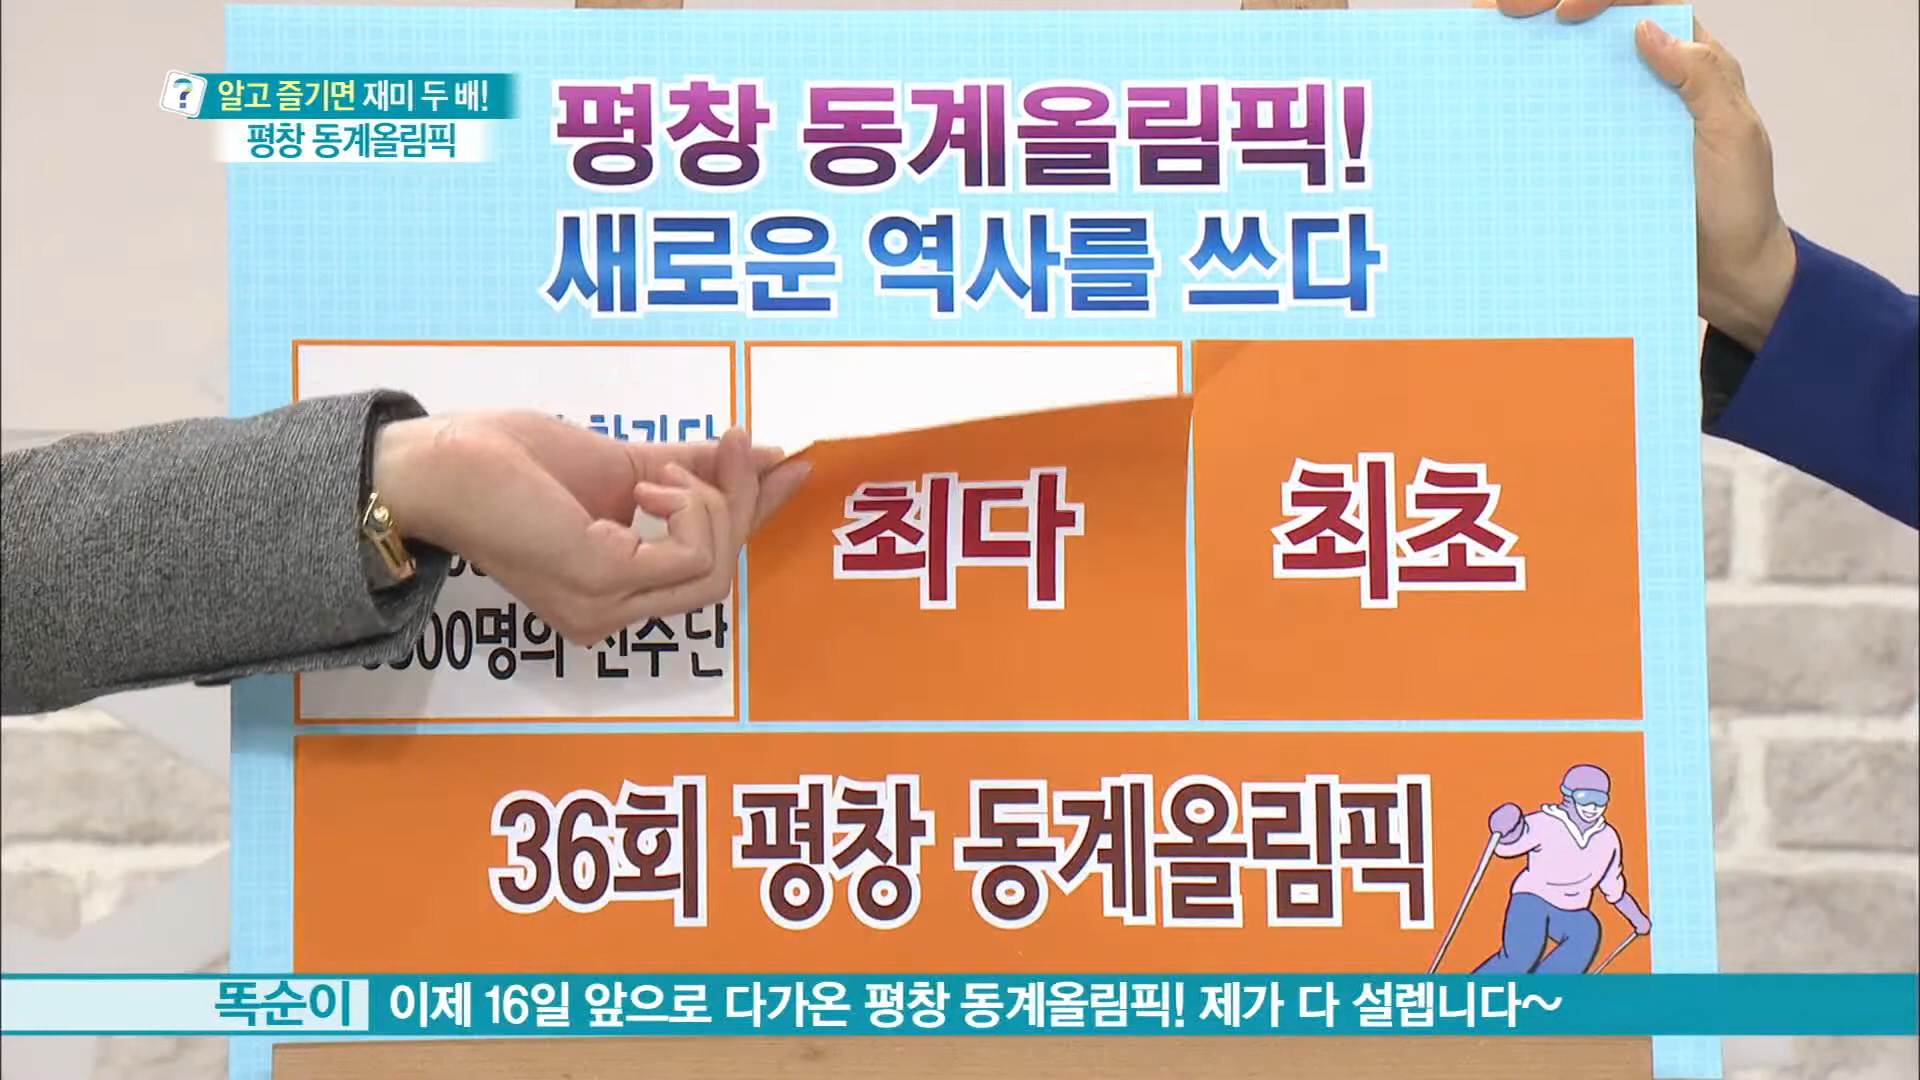 알고 즐기면 재미 두 배!
평창 동계올림픽
평창 동계올림픽!
새로운 역사를 쓰다
최다
최초
36회 평창 동계올림픽
똑순이 이제 16일 앞으로 다가온 평창 동계올림픽! 제가 다 설렙니다~